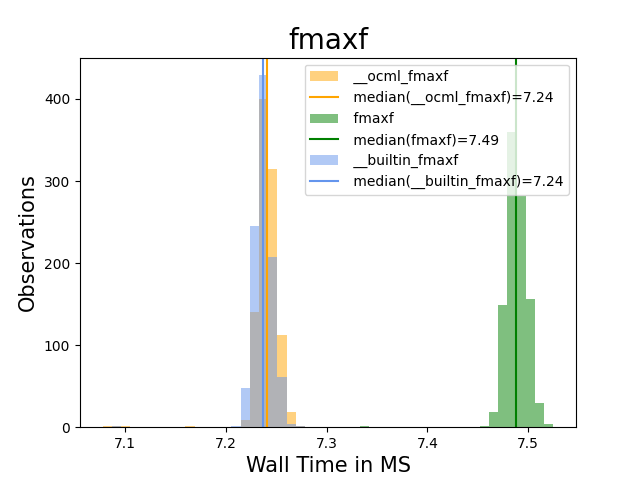 fmaxf
Observations
400
300
200
100
0
__ocml_fmaxf
median(__ocml_fmaxf)=7.24
fmaxf
median(fmaxf)=7.49
__builtin_fmaxf
median(__builtin_fmaxf)=7.24
7.1 7.2 7.3 7.4 7.5
Wall Time in MS